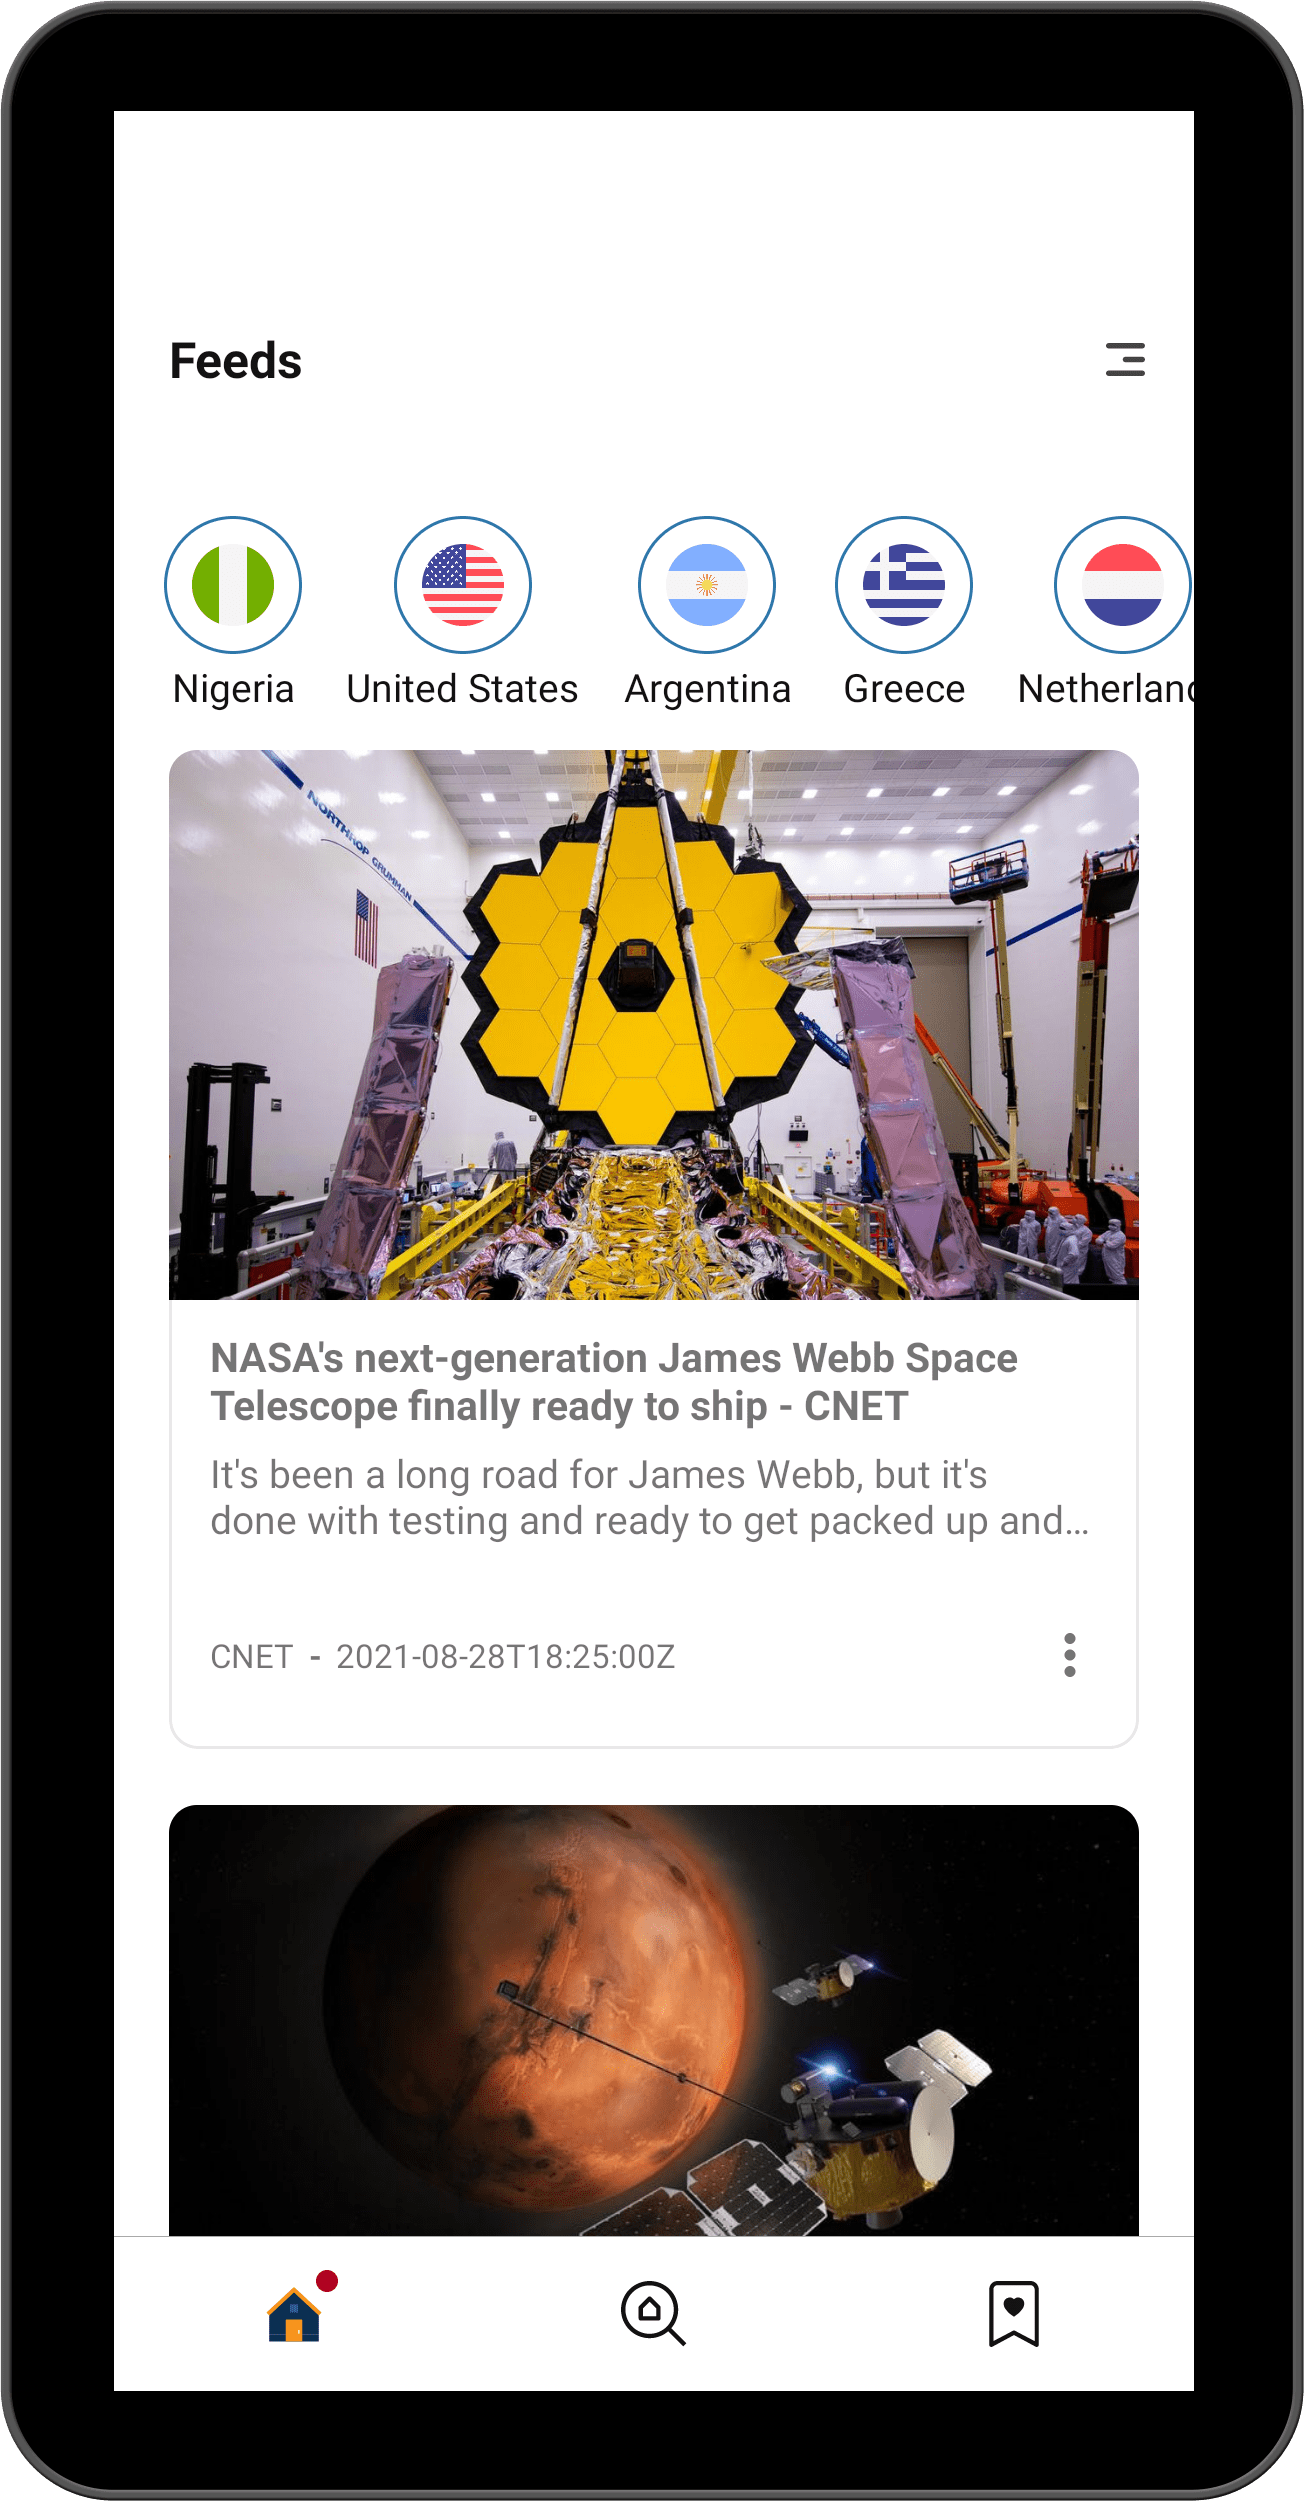 Feeds
Nigeria
United States
Argentina
Greece
Netherland
NORTHROP GRUMMAN
NASA's next-generation James Webb Space
Telescope finally ready to ship - CNET
It's been a long road for James Webb, but it's
done with testing and ready to get packed up and…
CNET - 2021-08-28T18:25:00Z